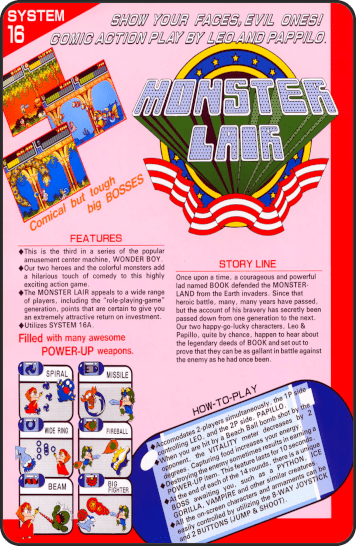 SYSTEM
16
SHOW YOUR FACES, EVIL ONES!
COMIC ACTION PLAY BY LEO AND PAPPILO.
MONSTER
LAIR
Comical but tough
big BOSSES
FEATURES
◆This is the third in a series of the popular
amusement center machine, WONDER BOY.
◆Our two heroes and the colorful monsters add
a hilarious touch of comedy to this highly
exciting action game.
◆The MONSTER LAIR appeals to a wide range
of players, including the "role-playing-game"
generation, points that are certain to give you
an extremely attractive return on investment.
◆Utilizes SYSTEM 16A.
Filled with many awesome
POWER-UP weapons.
SPIRAL
MISSILE
WIDE RING
FIREBALL
BEAM
BIG
FIGHTER
STORY LINE
Once upon a time, a courageous and powerful
lad named BOOK defended the MONSTER-
LAND from the Earth invaders. Since that
heroic battle, many, many years have passed,
but the account of his bravery has secretly been
passed down from one generation to the next.
Our two happy-go-lucky characters, Leo &
Papillo, quite by chance, happen to hear about
the legendary deeds of BOOK and set out to
prove that they can be as gallant in battle against
the enemy as he had once been.
HOW-TO-PLAY
◆Accomodates 2-players simultaneously, the 1P side
controlling LEO, and the 2P side, PAPILLO.
◆When you are hit by a Beach Ball bomb shot by the
opponent, the VITALITY meter decreases by 2
degrees. Capturing food increases your energy.
◆Destroying the enemy sometimes results in earning a
POWER-UP item. This feature lasts for 10 seconds.
◆At the end of each of the 14 rounds, there is a unique
BOSS awaiting you, such as a PYTHON, ICE
GORILLA, VAMPIRE and other similar creatures.
◆All the on-screen characters and armaments can be
easily controlled by utilizing the 8-WAY JOYSTICK
and 2 BUTTONS (JUMP & SHOOT).